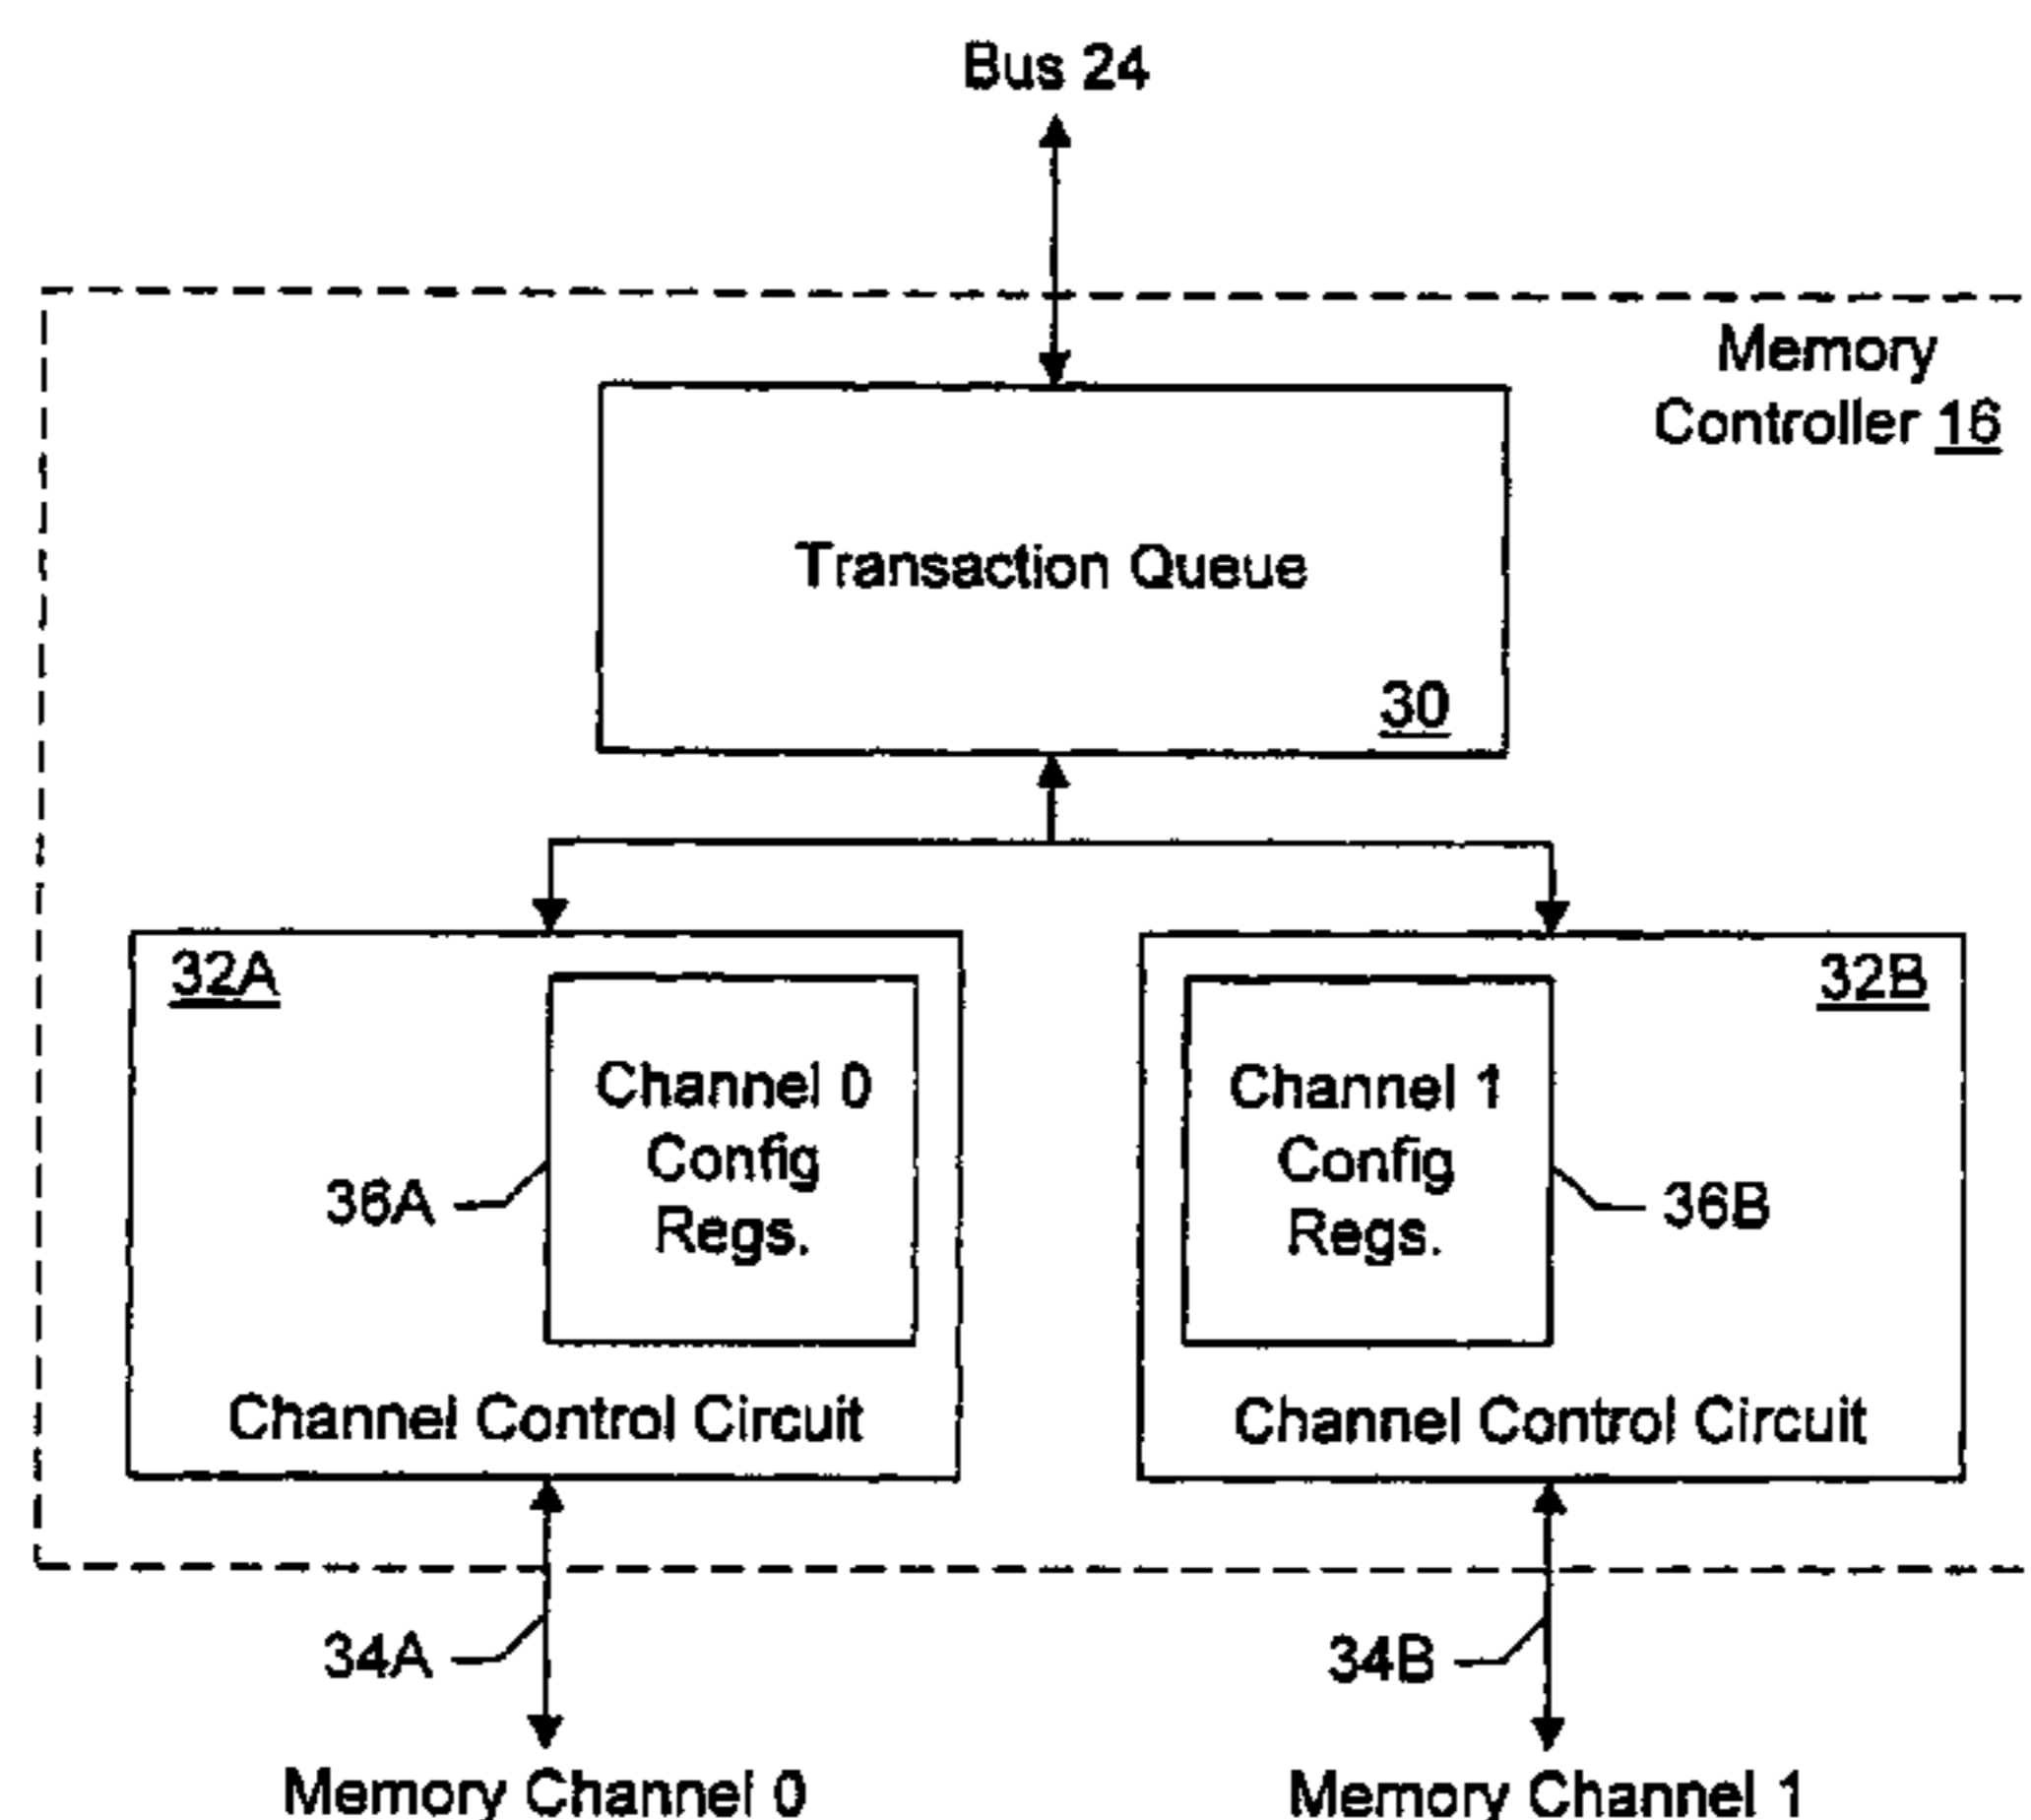 Bus 24
Memory
Controller 16
Transaction Queue
30
32A
Channel 0
Config
Regs.
36A
Channel Control Circuit
32B
Channel 1
Config
Regs.
36B
Channel Control Circuit
34A
34B
Memory Channel 0
Memory Channel 1